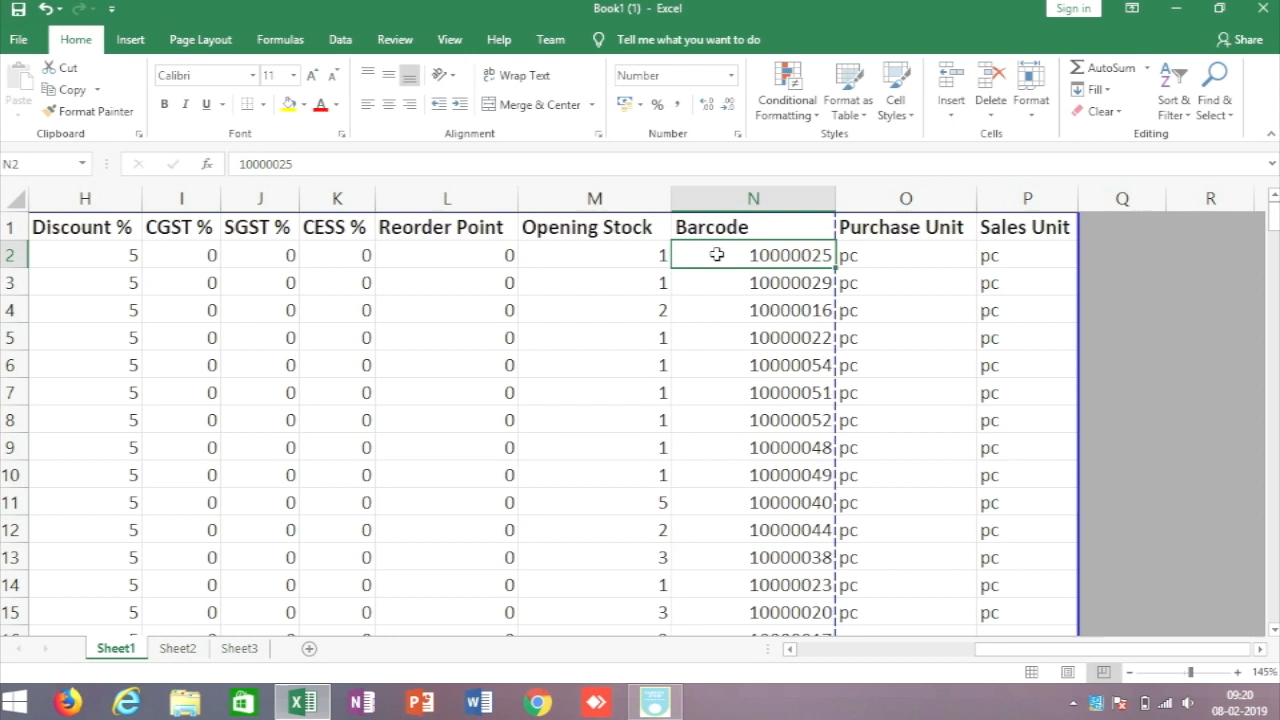 Book1 (1) - Excel
Sign in
File Home Insert Page Layout Formulas Data Review View Help Team Tell me what you want to do Share
Paste
Cut
Copy
Format Painter
Calibri 11
B I U
A A
Wrap Text
Merge & Center
Number
% ,
Conditional Formatting
Format as Table
Cell Styles
Insert Delete Format
AutoSum
Fill
Clear
Sort & Filter
Find & Select
Clipboard Font Alignment Number Styles Cells Editing
N2 fx 10000025
H I J K L M N O P Q R
1 Discount % CGST % SGST % CESS % Reorder Point Opening Stock Barcode Purchase Unit Sales Unit
2 5 0 0 0 0 1 10000025 pc pc
3 5 0 0 0 0 1 10000029 pc pc
4 5 0 0 0 0 2 10000016 pc pc
5 5 0 0 0 0 1 10000022 pc pc
6 5 0 0 0 0 1 10000054 pc pc
7 5 0 0 0 0 1 10000051 pc pc
8 5 0 0 0 0 1 10000052 pc pc
9 5 0 0 0 0 1 10000048 pc pc
10 5 0 0 0 0 1 10000049 pc pc
11 5 0 0 0 0 5 10000040 pc pc
12 5 0 0 0 0 2 10000044 pc pc
13 5 0 0 0 0 3 10000038 pc pc
14 5 0 0 0 0 1 10000023 pc pc
15 5 0 0 0 0 3 10000020 pc pc
Sheet1 Sheet2 Sheet3
145%
09:20
08-02-2019